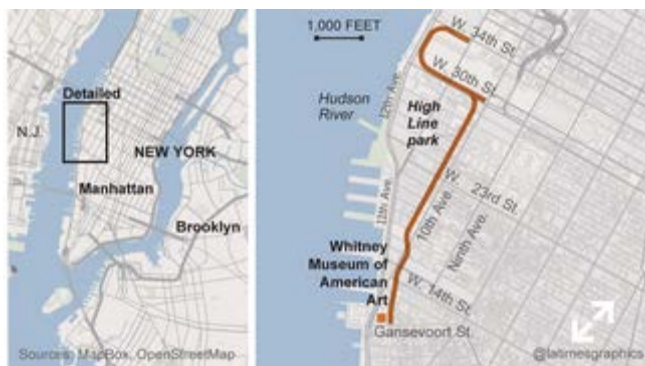 Detailed
N.J.
NEW YORK
Manhattan
Brooklyn
Sources: MapBox, OpenStreetMap
1,000 FEET
W. 34th St.
W. 30th St.
12th Ave.
Hudson
River
High
Line
park
11th Ave.
W. 23rd St.
10th Ave.
Ninth Ave.
Whitney
Museum of
American
Art
W. 14th St.
Gansevoort St.
@latimesgraphics